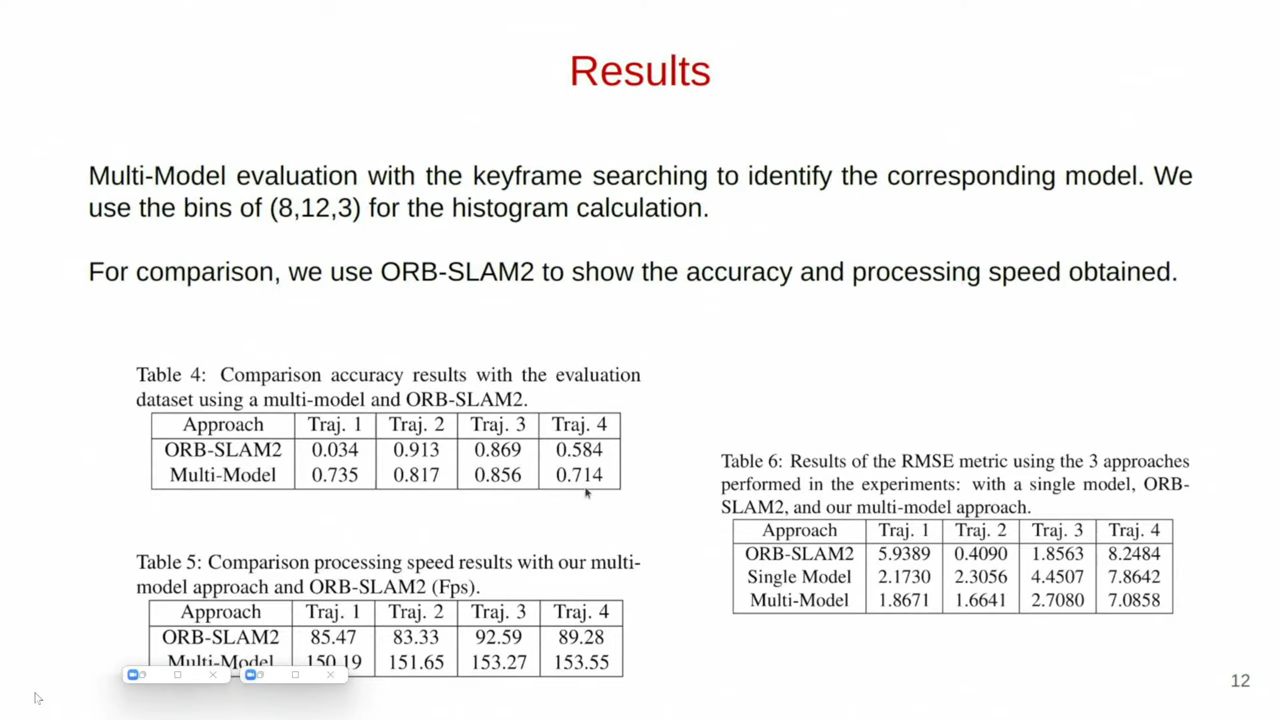 Results
Multi-Model evaluation with the keyframe searching to identify the corresponding model. We
use the bins of (8,12,3) for the histogram calculation.
For comparison, we use ORB-SLAM2 to show the accuracy and processing speed obtained.
Table 4: Comparison accuracy results with the evaluation
dataset using a multi-model and ORB-SLAM2.
Approach Traj. 1 Traj. 2 Traj. 3 Traj. 4
ORB-SLAM2 0.034 0.913 0.869 0.584
Multi-Model 0.735 0.817 0.856 0.714
Table 5: Comparison processing speed results with our multi-
model approach and ORB-SLAM2 (Fps).
Approach Traj. 1 Traj. 2 Traj. 3 Traj. 4
ORB-SLAM2 85.47 83.33 92.59 89.28
Multi-Model 150.19 151.65 153.27 153.55
Table 6: Results of the RMSE metric using the 3 approaches
performed in the experiments: with a single model, ORB-
SLAM2, and our multi-model approach.
Approach Traj. 1 Traj. 2 Traj. 3 Traj. 4
ORB-SLAM2 5.9389 0.4090 1.8563 8.2484
Single Model 2.1730 2.3056 4.4507 7.8642
Multi-Model 1.8671 1.6641 2.7080 7.0858
12